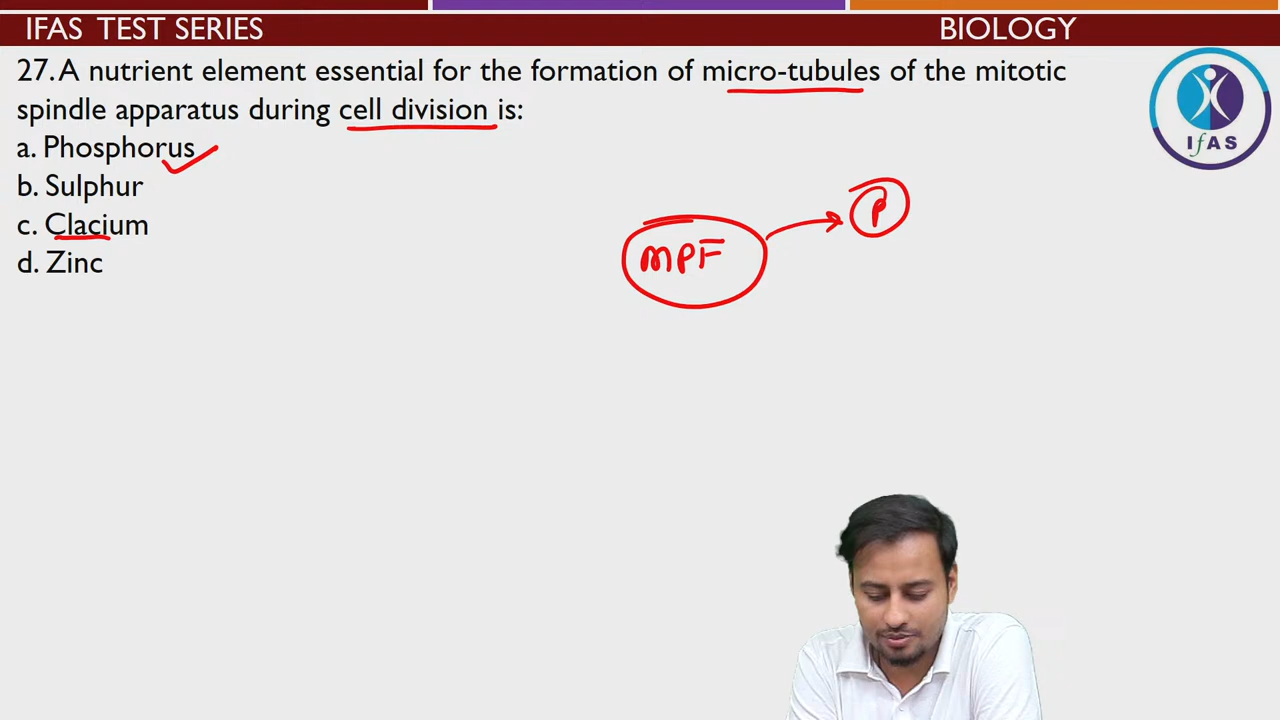 IFAS TEST SERIES
BIOLOGY
27. A nutrient element essential for the formation of micro-tubules of the mitotic
spindle apparatus during cell division is:
a. Phosphorus
b. Sulphur
c. Clacium
d. Zinc
MPF
P
IfAS